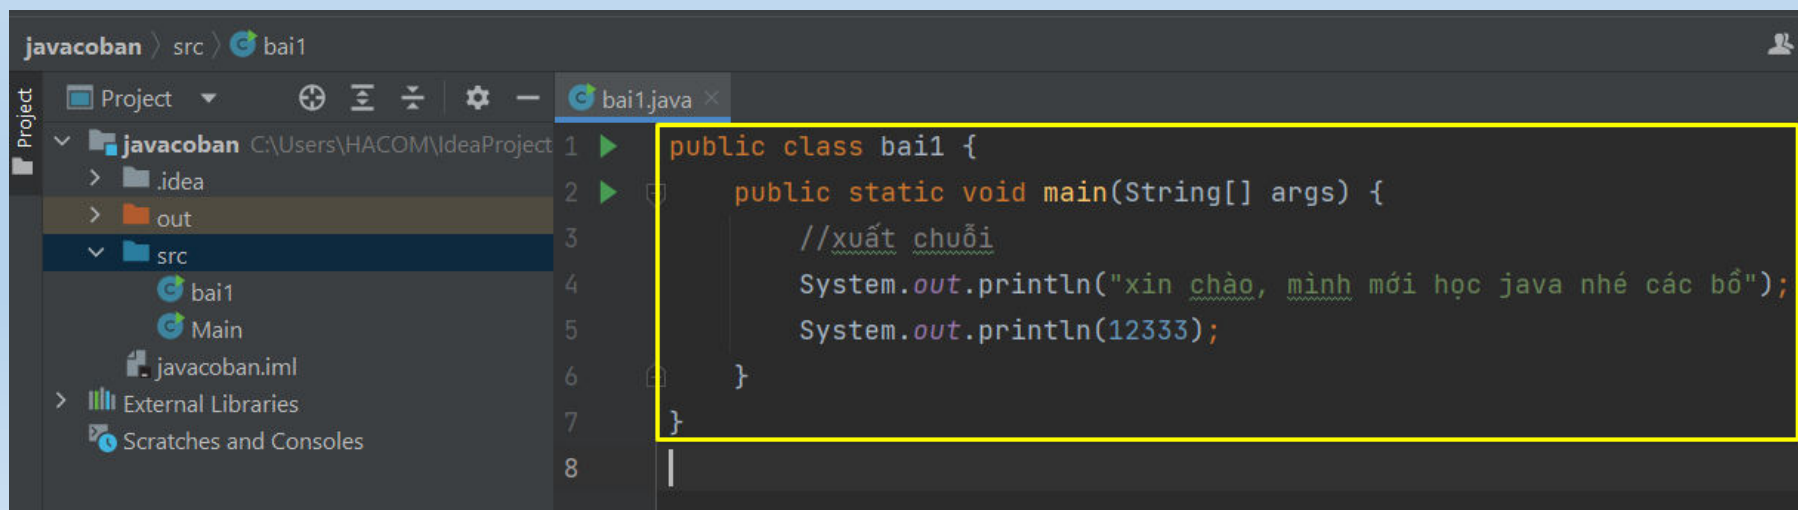 javacoban src bai1
Project
Project
bai1.java
javacoban C:\Users\HACOM\IdeaProject
.idea
out
src
bai1
Main
javacoban.iml
External Libraries
Scratches and Consoles
1 public class bai1 {
2 public static void main(String[] args) {
3 //xuất chuỗi
4 System.out.println("xin chào, mình mới học java nhé các bồ");
5 System.out.println(12333);
6 }
7 }
8